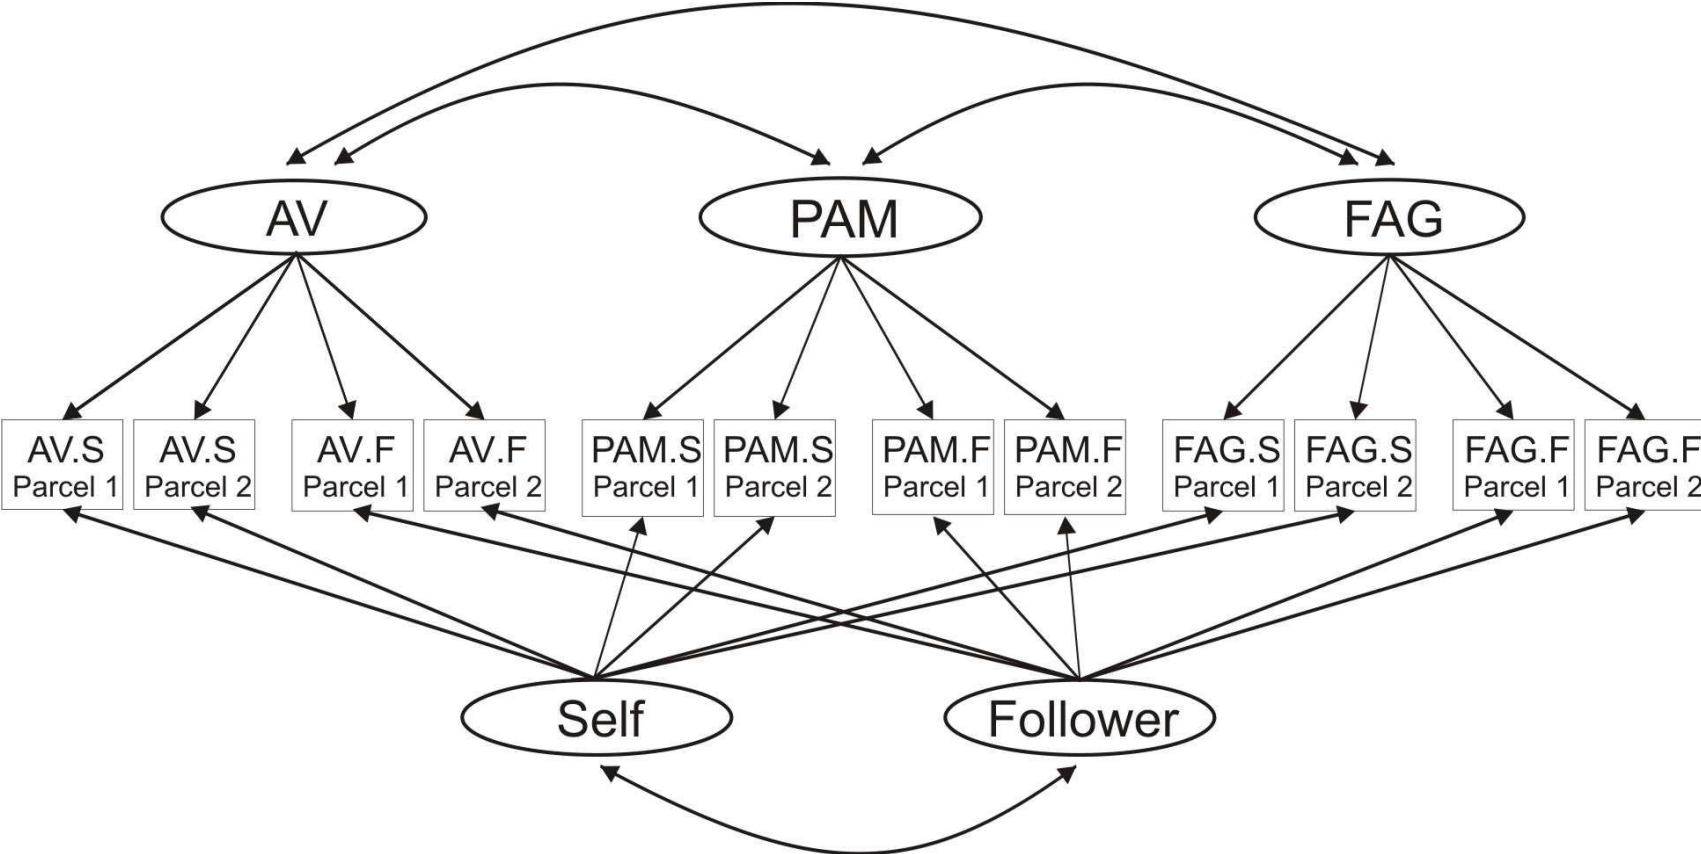 AV
PAM
FAG
AV.S
Parcel 1
AV.S
Parcel 2
AV.F
Parcel 1
AV.F
Parcel 2
PAM.S
Parcel 1
PAM.S
Parcel 2
PAM.F
Parcel 1
PAM.F
Parcel 2
FAG.S
Parcel 1
FAG.S
Parcel 2
FAG.F
Parcel 1
FAG.F
Parcel 2
Self
Follower